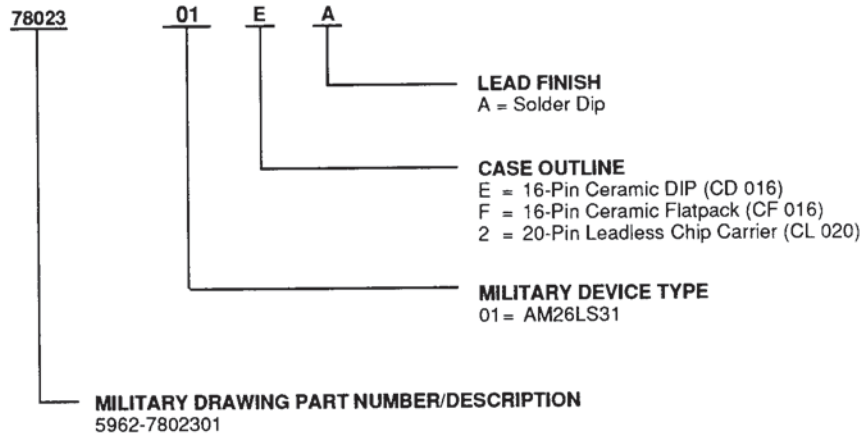 78023 01 E A
LEAD FINISH
A = Solder Dip
CASE OUTLINE
E = 16-Pin Ceramic DIP (CD 016)
F = 16-Pin Ceramic Flatpack (CF 016)
2 = 20-Pin Leadless Chip Carrier (CL 020)
MILITARY DEVICE TYPE
01 = AM26LS31
MILITARY DRAWING PART NUMBER/DESCRIPTION
5962-7802301